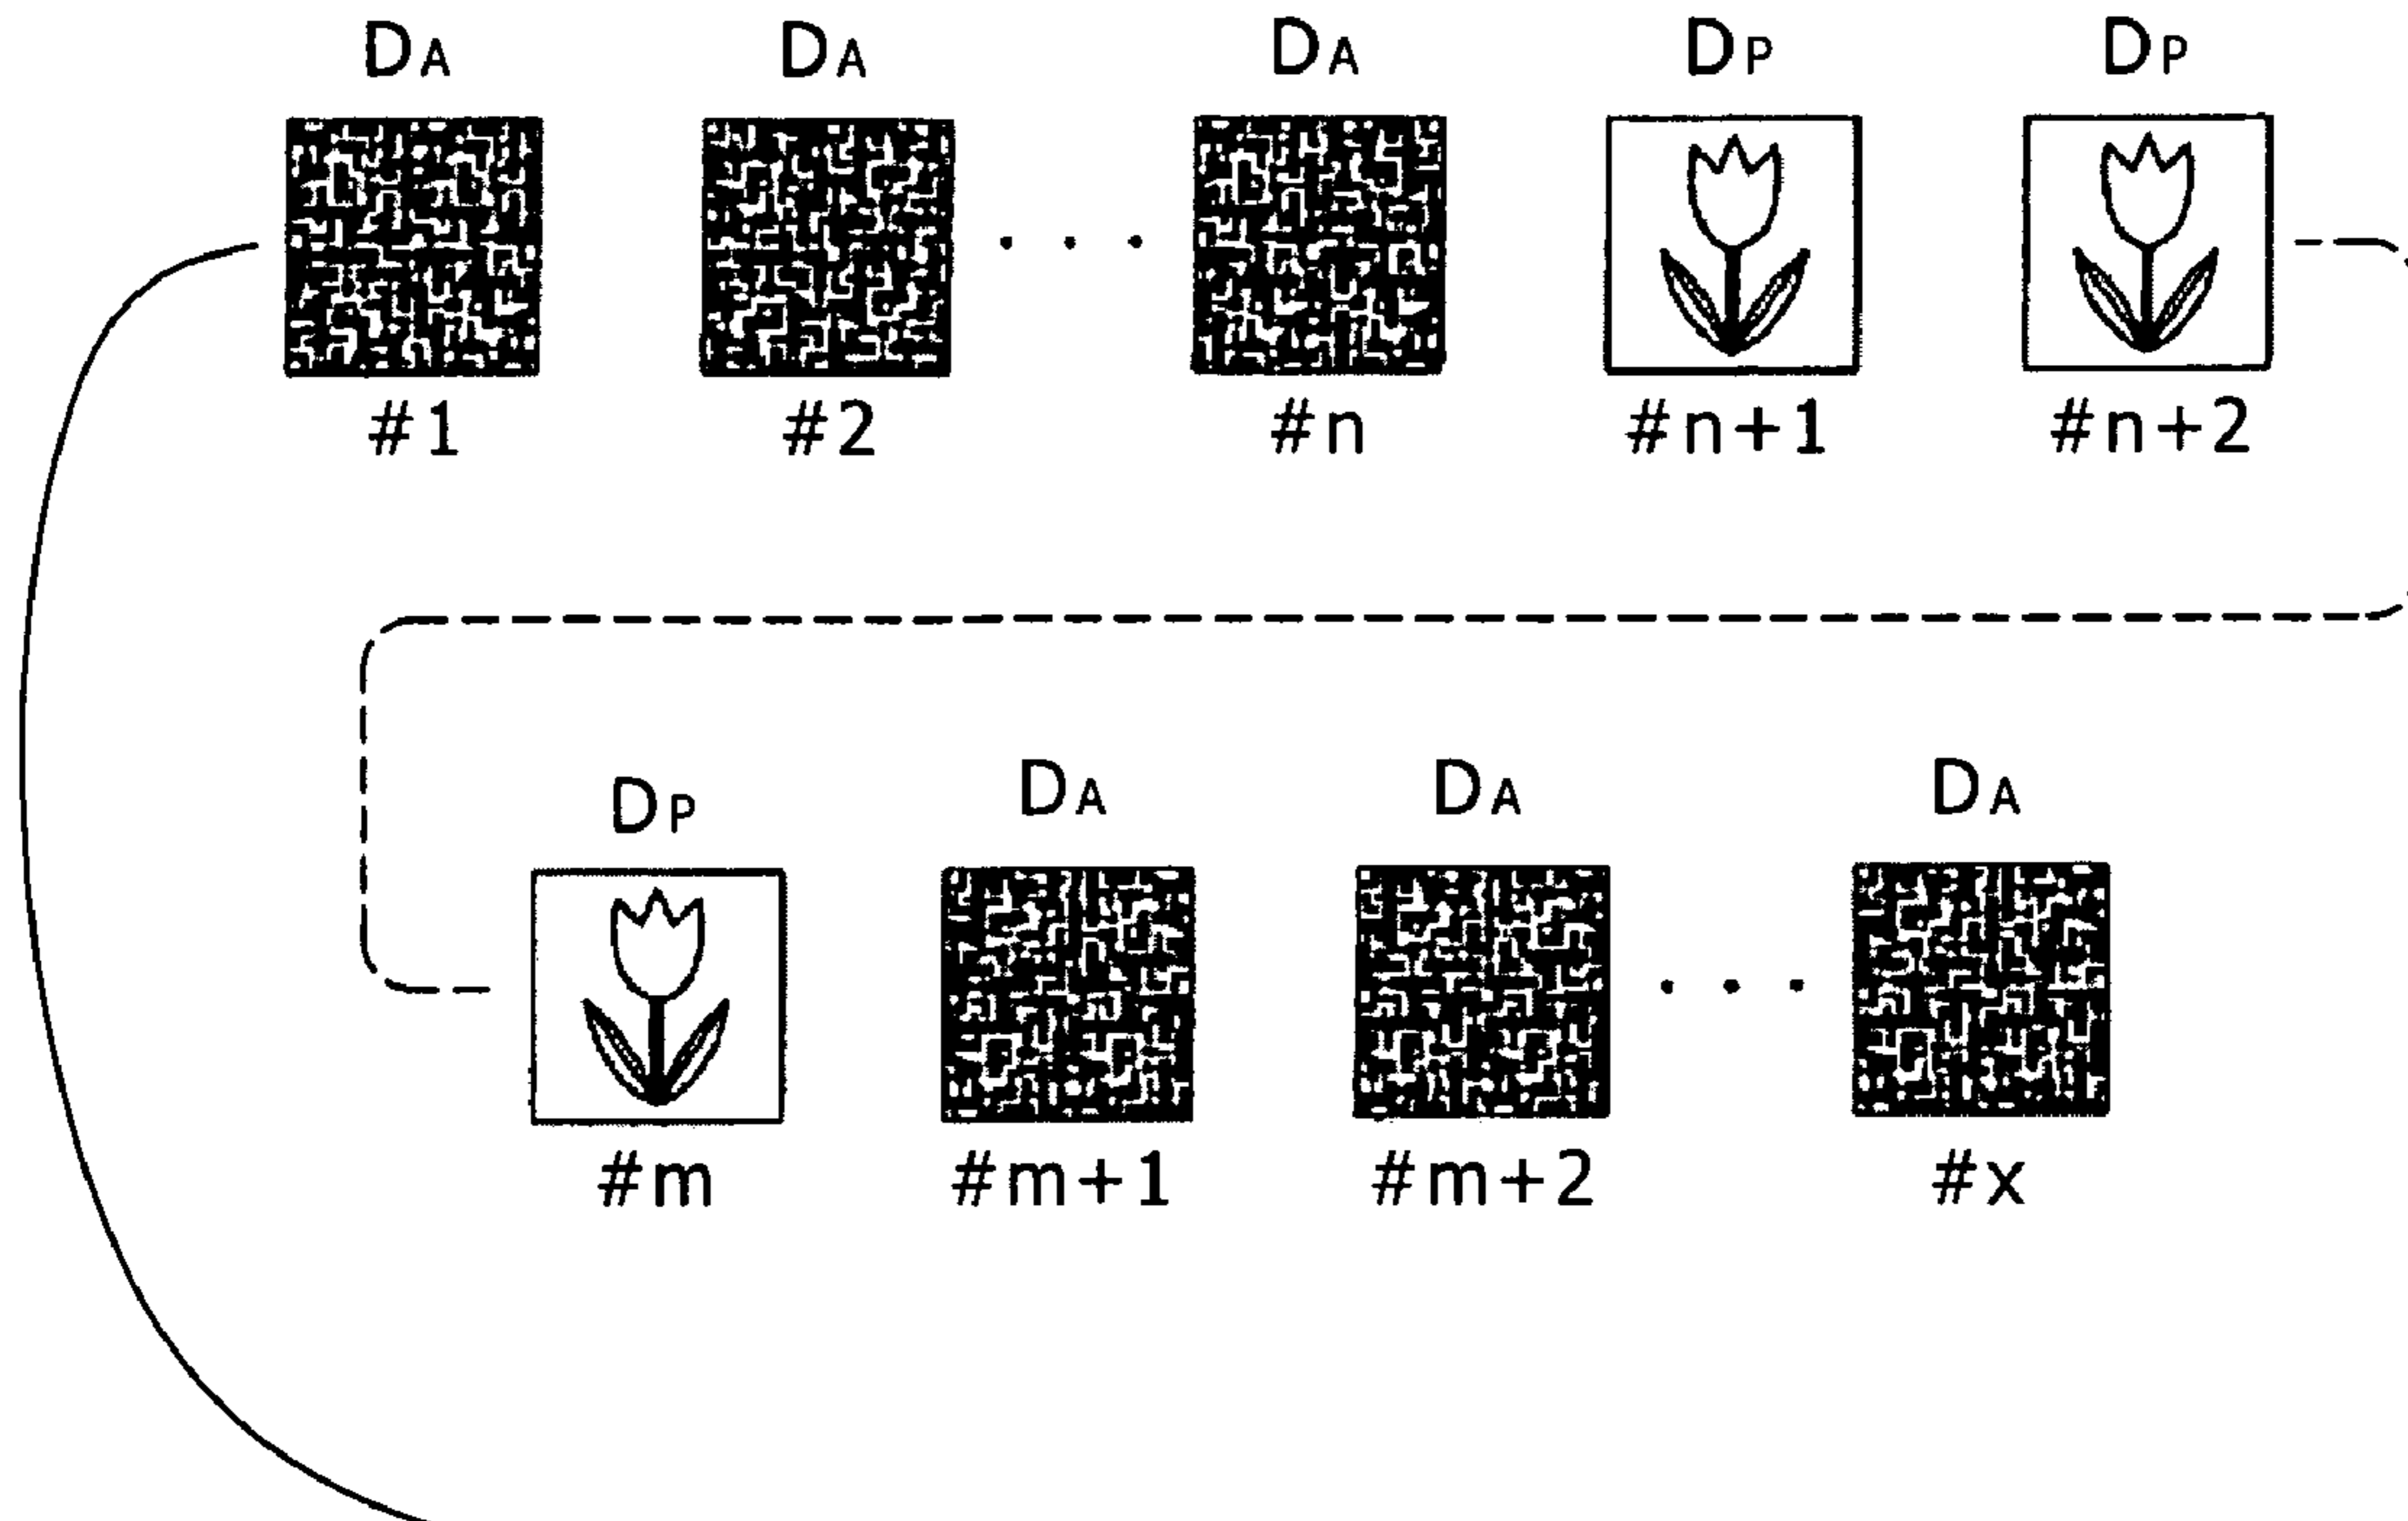 DA DA DA DP DP
#1 #2 . . . #n #n+1 #n+2
DP DA DA DA
#m #m+1 #m+2 . . . #x